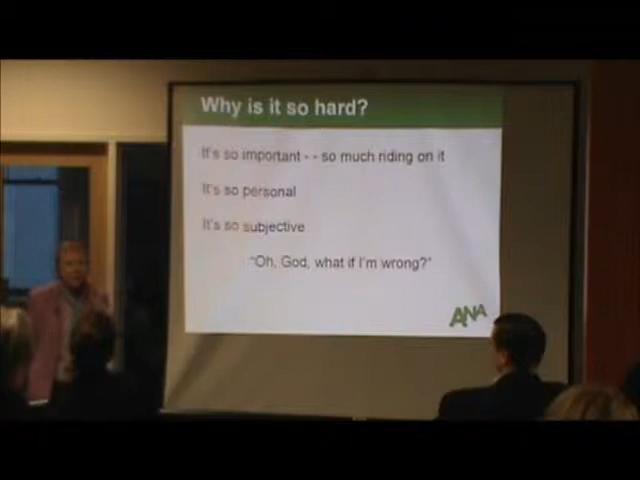 Why is it so hard?
It's so important - - so much riding on it
It's so personal
It's so subjective
"Oh, God, what if I'm wrong?"
ANA